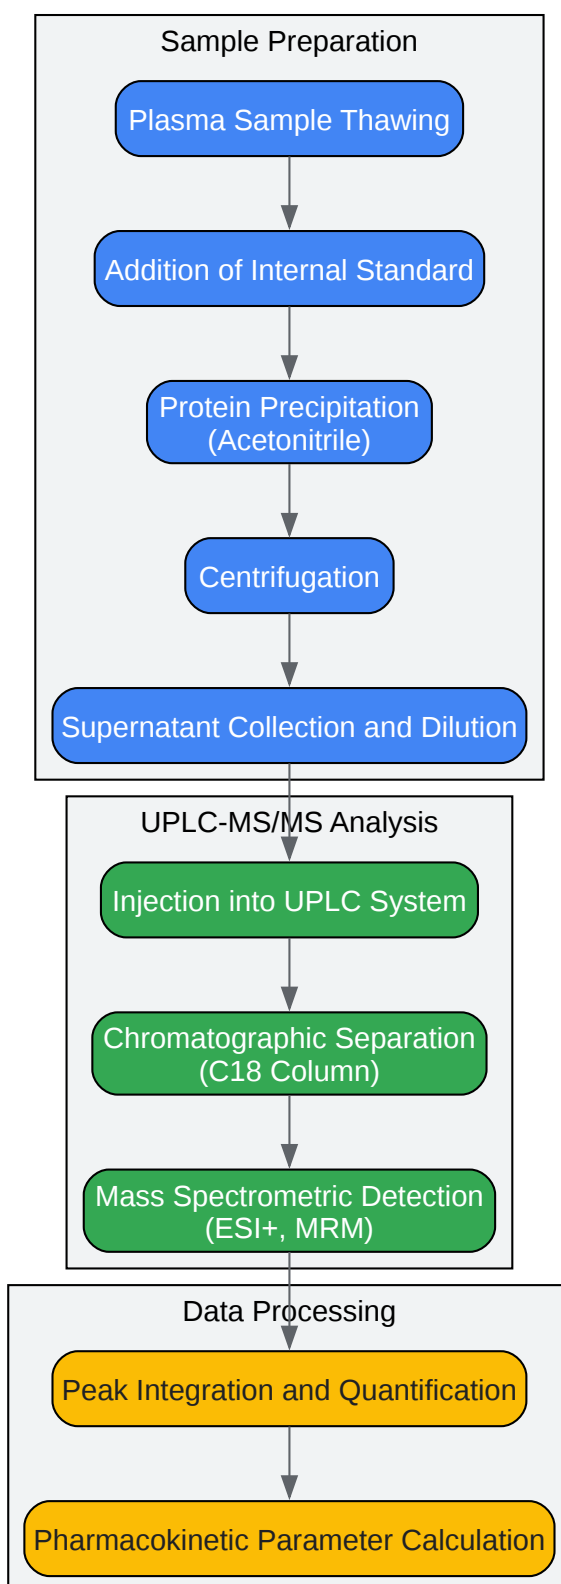 Sample Preparation
Plasma Sample Thawing
Addition of Internal Standard
Protein Precipitation
(Acetonitrile)
Centrifugation
Supernatant Collection and Dilution
UPLC-MS/MS Analysis
Injection into UPLC System
Chromatographic Separation
(C18 Column)
Mass Spectrometric Detection
(ESI+, MRM)
Data Processing
Peak Integration and Quantification
Pharmacokinetic Parameter Calculation